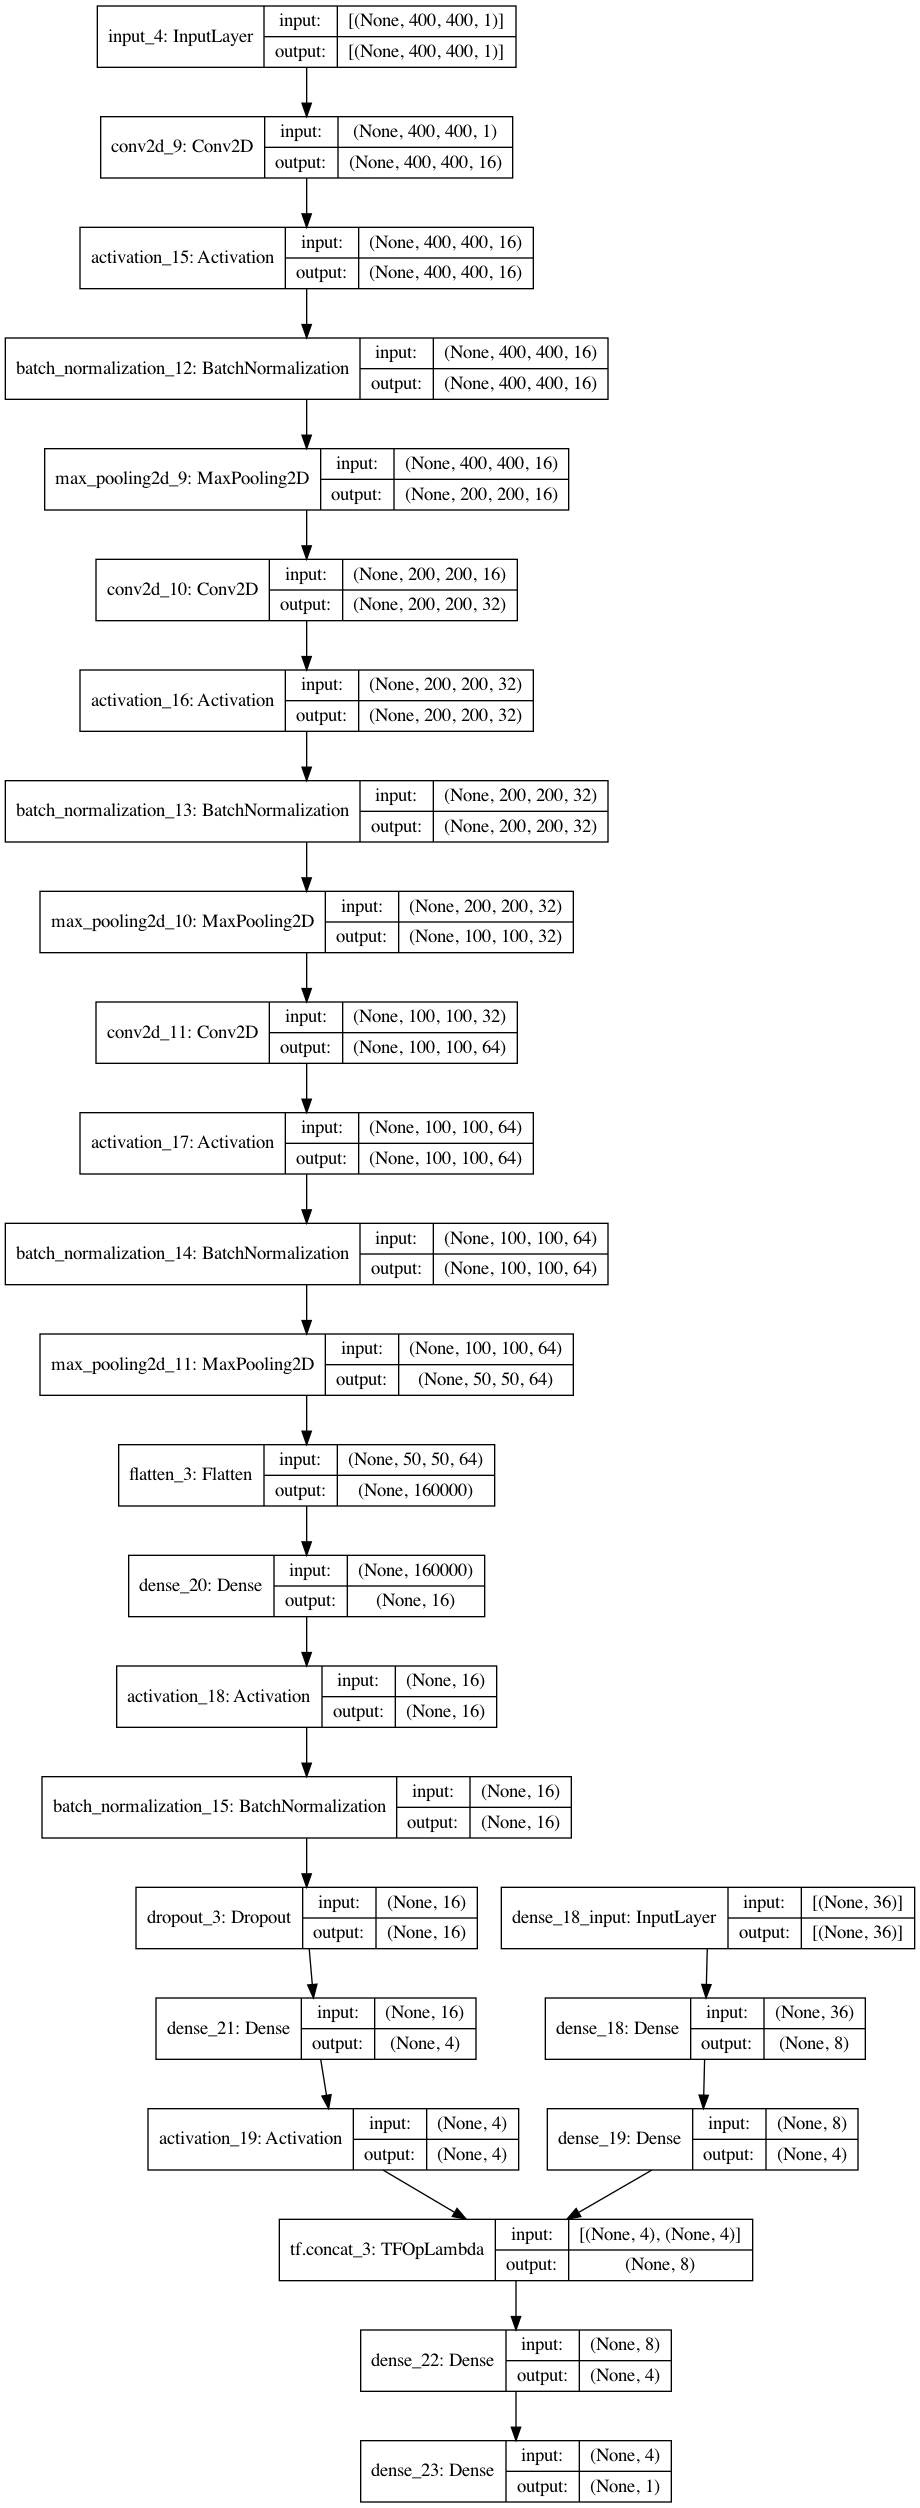 input_4: InputLayer
input: [(None, 400, 400, 1)]
output: [(None, 400, 400, 1)]
conv2d_9: Conv2D
input: (None, 400, 400, 1)
output: (None, 400, 400, 16)
activation_15: Activation
input: (None, 400, 400, 16)
output: (None, 400, 400, 16)
batch_normalization_12: BatchNormalization
input: (None, 400, 400, 16)
output: (None, 400, 400, 16)
max_pooling2d_9: MaxPooling2D
input: (None, 400, 400, 16)
output: (None, 200, 200, 16)
conv2d_10: Conv2D
input: (None, 200, 200, 16)
output: (None, 200, 200, 32)
activation_16: Activation
input: (None, 200, 200, 32)
output: (None, 200, 200, 32)
batch_normalization_13: BatchNormalization
input: (None, 200, 200, 32)
output: (None, 200, 200, 32)
max_pooling2d_10: MaxPooling2D
input: (None, 200, 200, 32)
output: (None, 100, 100, 32)
conv2d_11: Conv2D
input: (None, 100, 100, 32)
output: (None, 100, 100, 64)
activation_17: Activation
input: (None, 100, 100, 64)
output: (None, 100, 100, 64)
batch_normalization_14: BatchNormalization
input: (None, 100, 100, 64)
output: (None, 100, 100, 64)
max_pooling2d_11: MaxPooling2D
input: (None, 100, 100, 64)
output: (None, 50, 50, 64)
flatten_3: Flatten
input: (None, 50, 50, 64)
output: (None, 160000)
dense_20: Dense
input: (None, 160000)
output: (None, 16)
activation_18: Activation
input: (None, 16)
output: (None, 16)
batch_normalization_15: BatchNormalization
input: (None, 16)
output: (None, 16)
dropout_3: Dropout
input: (None, 16)
output: (None, 16)
dense_18_input: InputLayer
input: [(None, 36)]
output: [(None, 36)]
dense_21: Dense
input: (None, 16)
output: (None, 4)
dense_18: Dense
input: (None, 36)
output: (None, 8)
activation_19: Activation
input: (None, 4)
output: (None, 4)
dense_19: Dense
input: (None, 8)
output: (None, 4)
tf.concat_3: TFOpLambda
input: [(None, 4), (None, 4)]
output: (None, 8)
dense_22: Dense
input: (None, 8)
output: (None, 4)
dense_23: Dense
input: (None, 4)
output: (None, 1)